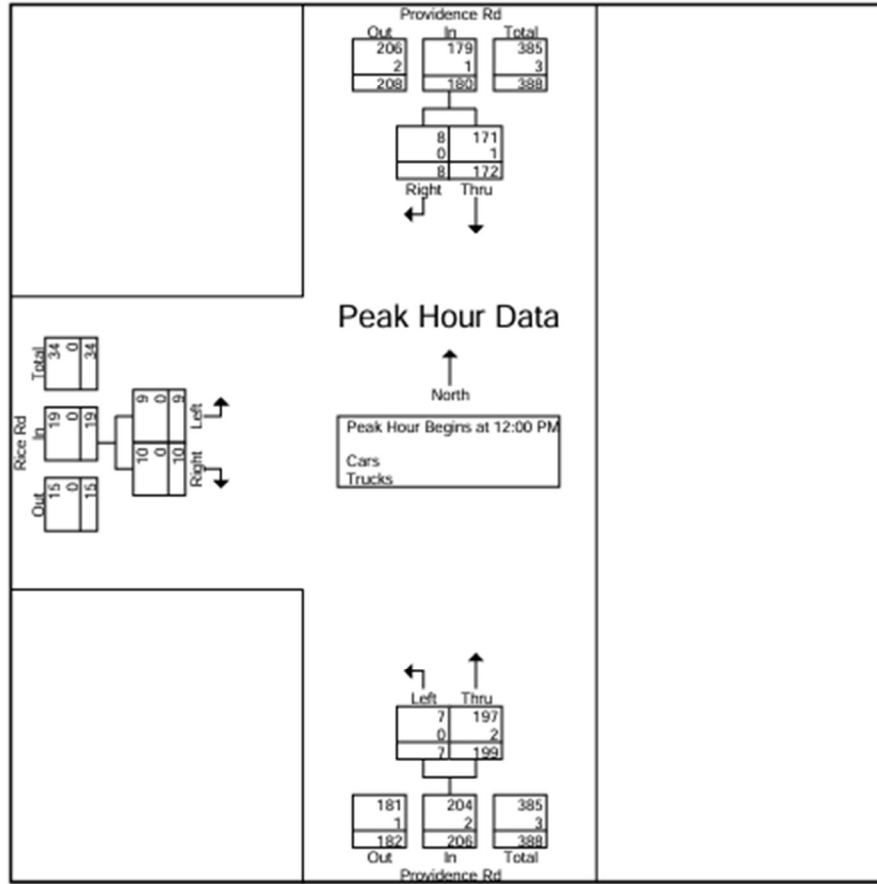 Providence Rd
Out In Total
206 179 385
2 1 3
208 180 388
8 171
0 1
8 172
Right Thru
Peak Hour Data
North
Peak Hour Begins at 12:00 PM
Cars
Trucks
Rice Rd
Out In Total
15 19 34
0 0 0
15 19 34
Right Left
10 9
0 0
10 9
Left Thru
7 197
0 2
7 199
181 204 385
1 2 3
182 206 388
Out In Total
Providence Rd